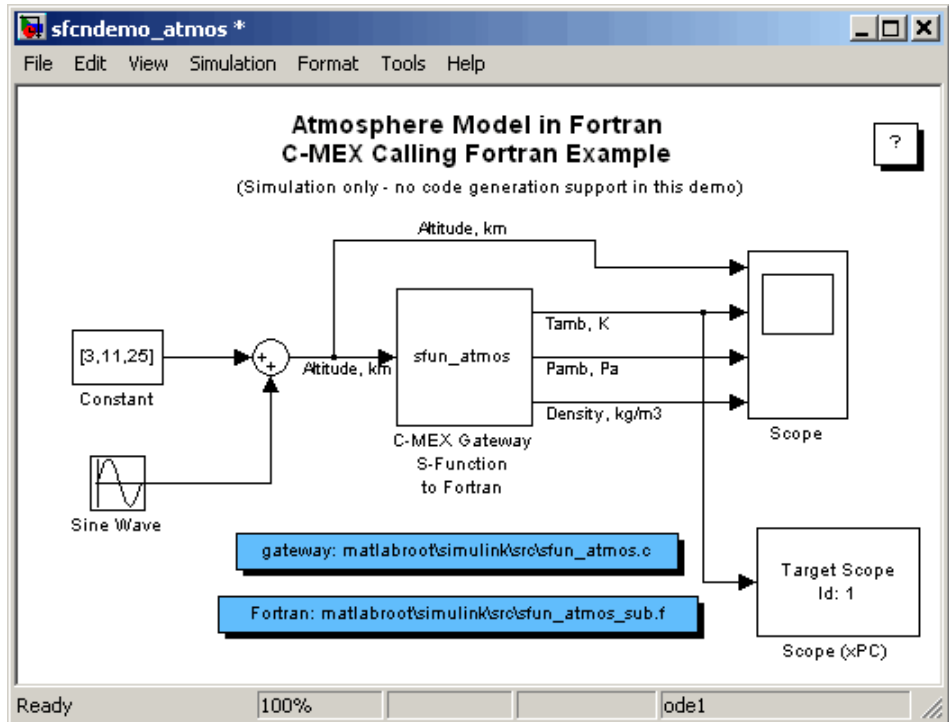 sfcndemo_atmos *
File Edit View Simulation Format Tools Help
Atmosphere Model in Fortran
C-MEX Calling Fortran Example
(Simulation only - no code generation support in this demo)
?
Altitude, km
[3,11,25]
Constant
+
+
Altitude, km
sfun_atmos
Tamb, K
Pamb, Pa
Density, kg/m3
C-MEX Gateway
S-Function
to Fortran
Scope
Sine Wave
gateway: matlabroot\simulink\src\sfun_atmos.c
Fortran: matlabroot\simulink\src\sfun_atmos_sub.f
Target Scope
Id: 1
Scope (xPC)
Ready 100% ode1